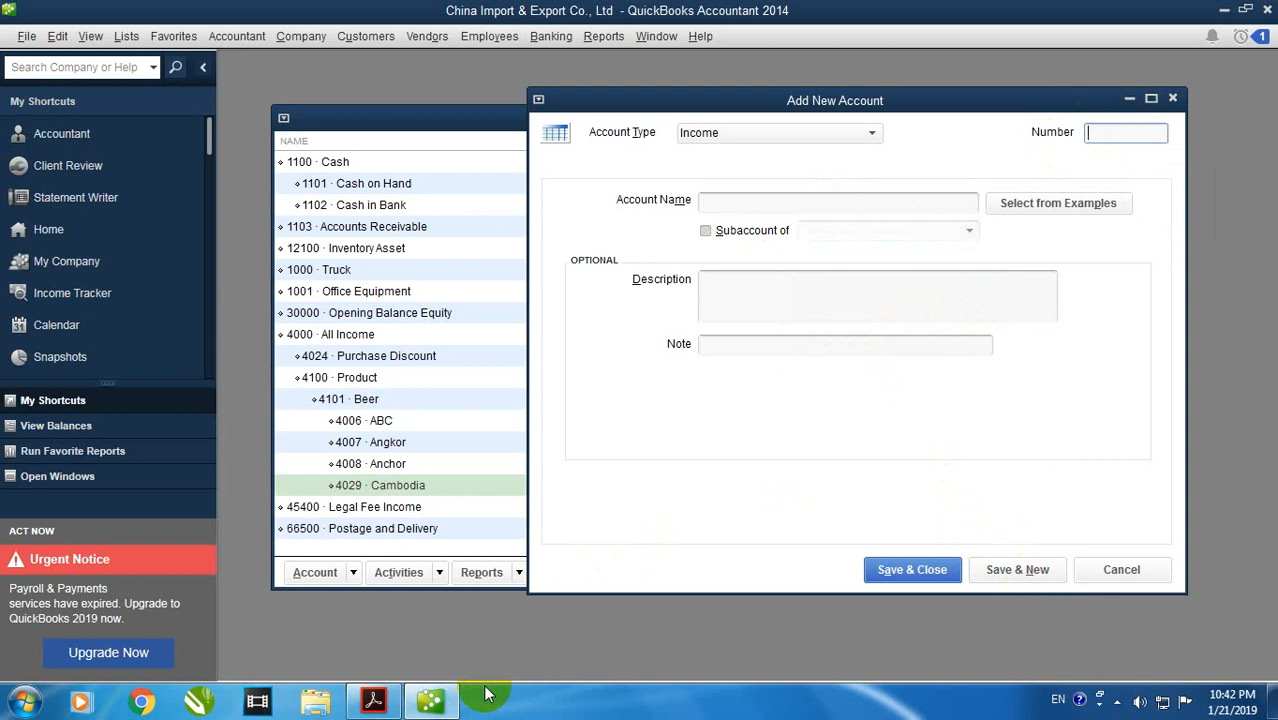 China Import & Export Co., Ltd - QuickBooks Accountant 2014
File Edit View Lists Favorites Accountant Company Customers Vendors Employees Banking Reports Window Help
1
Search Company or Help
My Shortcuts
Accountant
Client Review
Statement Writer
Home
My Company
Income Tracker
Calendar
Snapshots
My Shortcuts
View Balances
Run Favorite Reports
Open Windows
ACT NOW
Urgent Notice
Payroll & Payments
services have expired. Upgrade to
QuickBooks 2019 now.
Upgrade Now
NAME
1100 · Cash
1101 · Cash on Hand
1102 · Cash in Bank
1103 · Accounts Receivable
12100 · Inventory Asset
1000 · Truck
1001 · Office Equipment
30000 · Opening Balance Equity
4000 · All Income
4024 · Purchase Discount
4100 · Product
4101 · Beer
4006 · ABC
4007 · Angkor
4008 · Anchor
4029 · Cambodia
45400 · Legal Fee Income
66500 · Postage and Delivery
Account Activities Reports
Add New Account
Account Type Income Number
Account Name Select from Examples
Subaccount of
OPTIONAL
Description
Note
Save & Close Save & New Cancel
EN 10:42 PM
1/21/2019